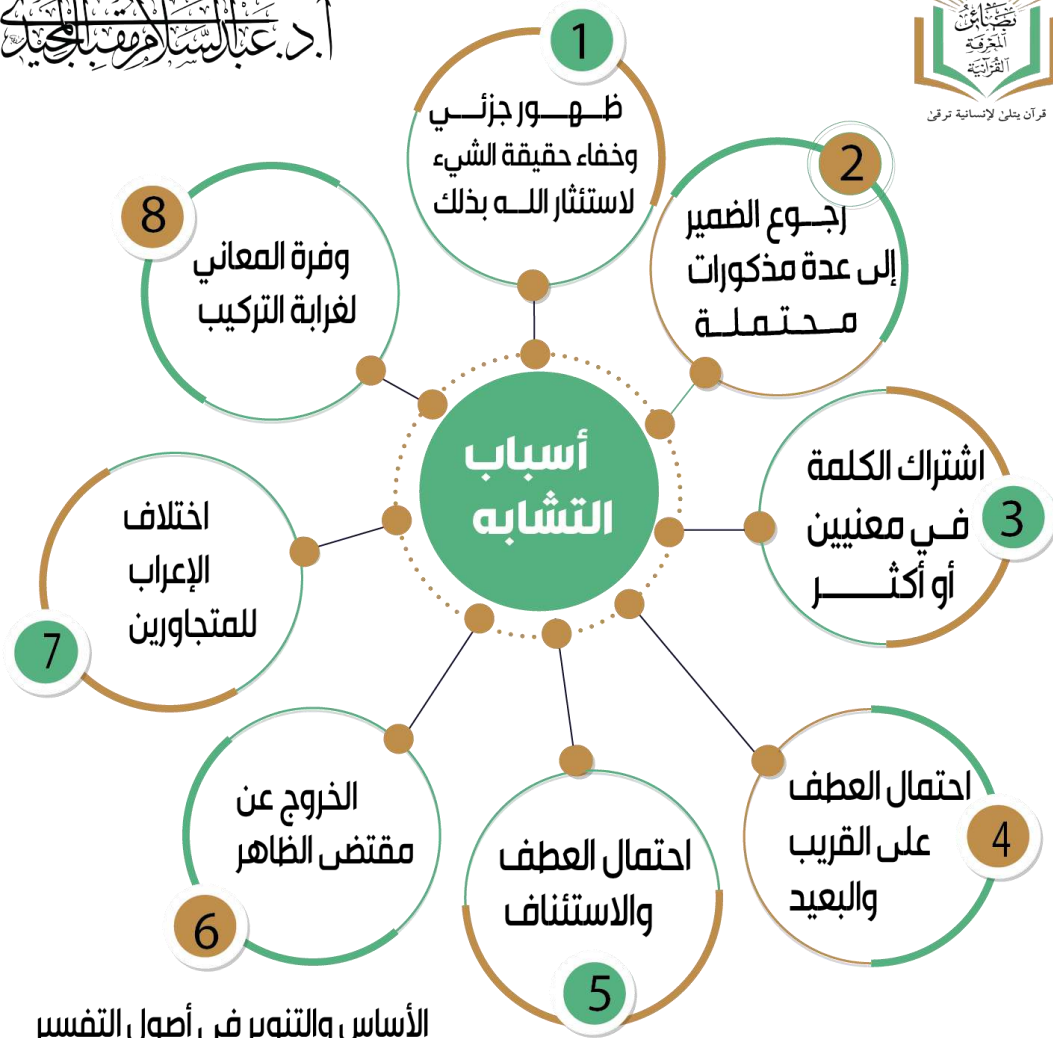 أ.د. عبد السلام مقبل المجيدي
بصائر
المعرفة
القرآنية
قرآن يتلى لإنسانية ترقى
أسباب
التشابه
1
ظهور جزئي
وخفاء حقيقة الشيء
لاستئثار الله بذلك
2
رجوع الضمير
إلى عدة مذكورات
محتملة
3
اشتراك الكلمة
في معنيين
أو أكثر
4
احتمال العطف
على القريب
والبعيد
5
احتمال العطف
والاستئناف
6
الخروج عن
مقتضى الظاهر
7
اختلاف
الإعراب
للمتجاورين
8
وفرة المعاني
لغرابة التركيب
الأساس والتنوير في أصول التفسير